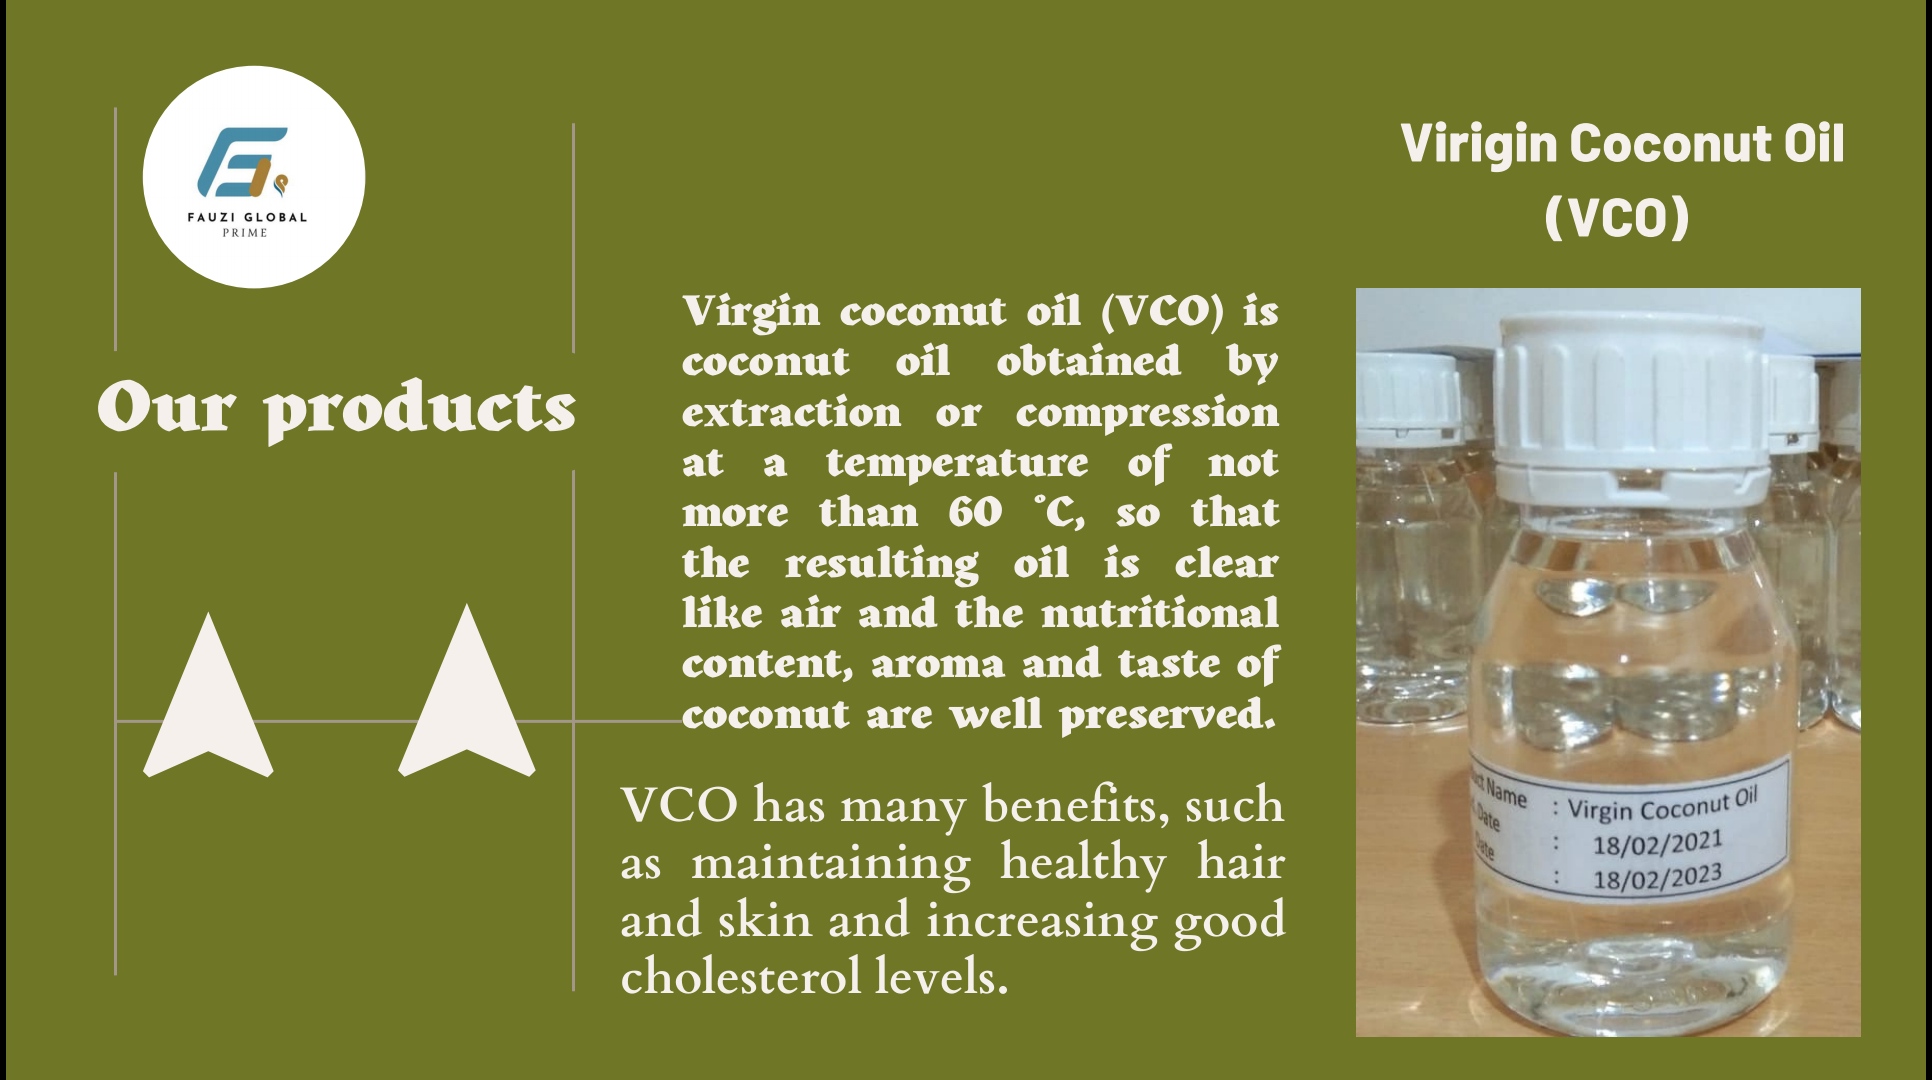 FAUZI GLOBAL
PRIME
Our products
Virgin coconut oil (VCO) is
coconut oil obtained by
extraction or compression
at a temperature of not
more than 60 °C, so that
the resulting oil is clear
like air and the nutritional
content, aroma and taste of
coconut are well preserved.
VCO has many benefits, such
as maintaining healthy hair
and skin and increasing good
cholesterol levels.
Virigin Coconut Oil
(VCO)
Name : Virgin Coconut Oil
Date : 18/02/2021
Date : 18/02/2023